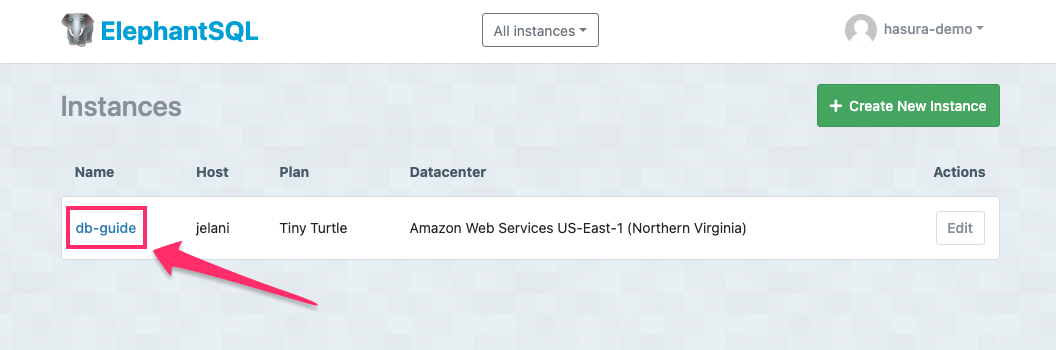 ElephantSQL All instances hasura-demo
Instances + Create New Instance
Name Host Plan Datacenter Actions
db-guide jelani Tiny Turtle Amazon Web Services US-East-1 (Northern Virginia) Edit